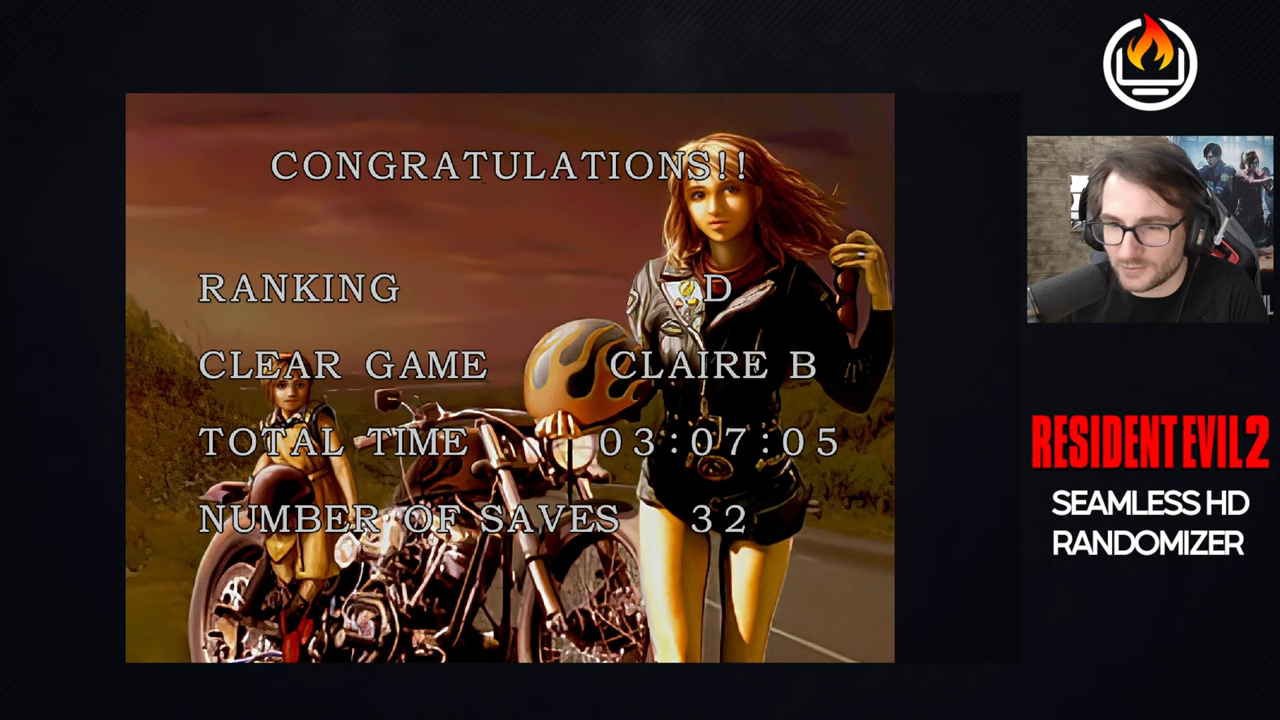 CONGRATULATIONS!!
RANKING D
CLEAR GAME CLAIRE B
TOTAL TIME 03:07:05
NUMBER OF SAVES 32
RESIDENT EVIL 2
SEAMLESS HD
RANDOMIZER